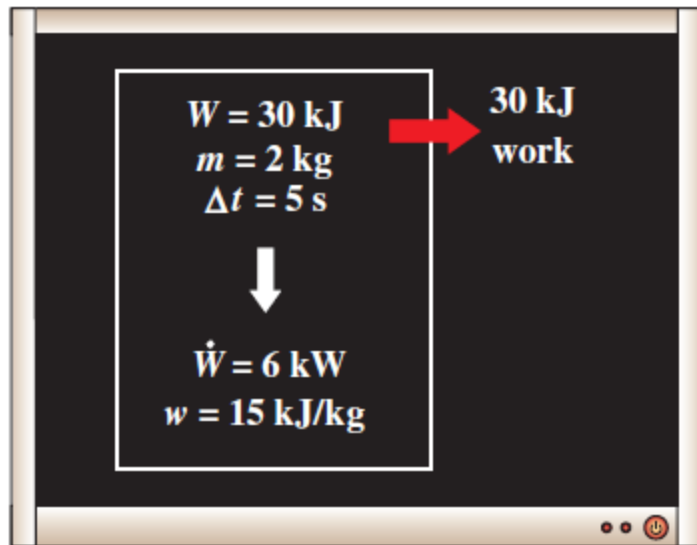 W = 30 kJ
m = 2 kg
Δt = 5 s
Ẇ = 6 kW
w = 15 kJ/kg
30 kJ
work